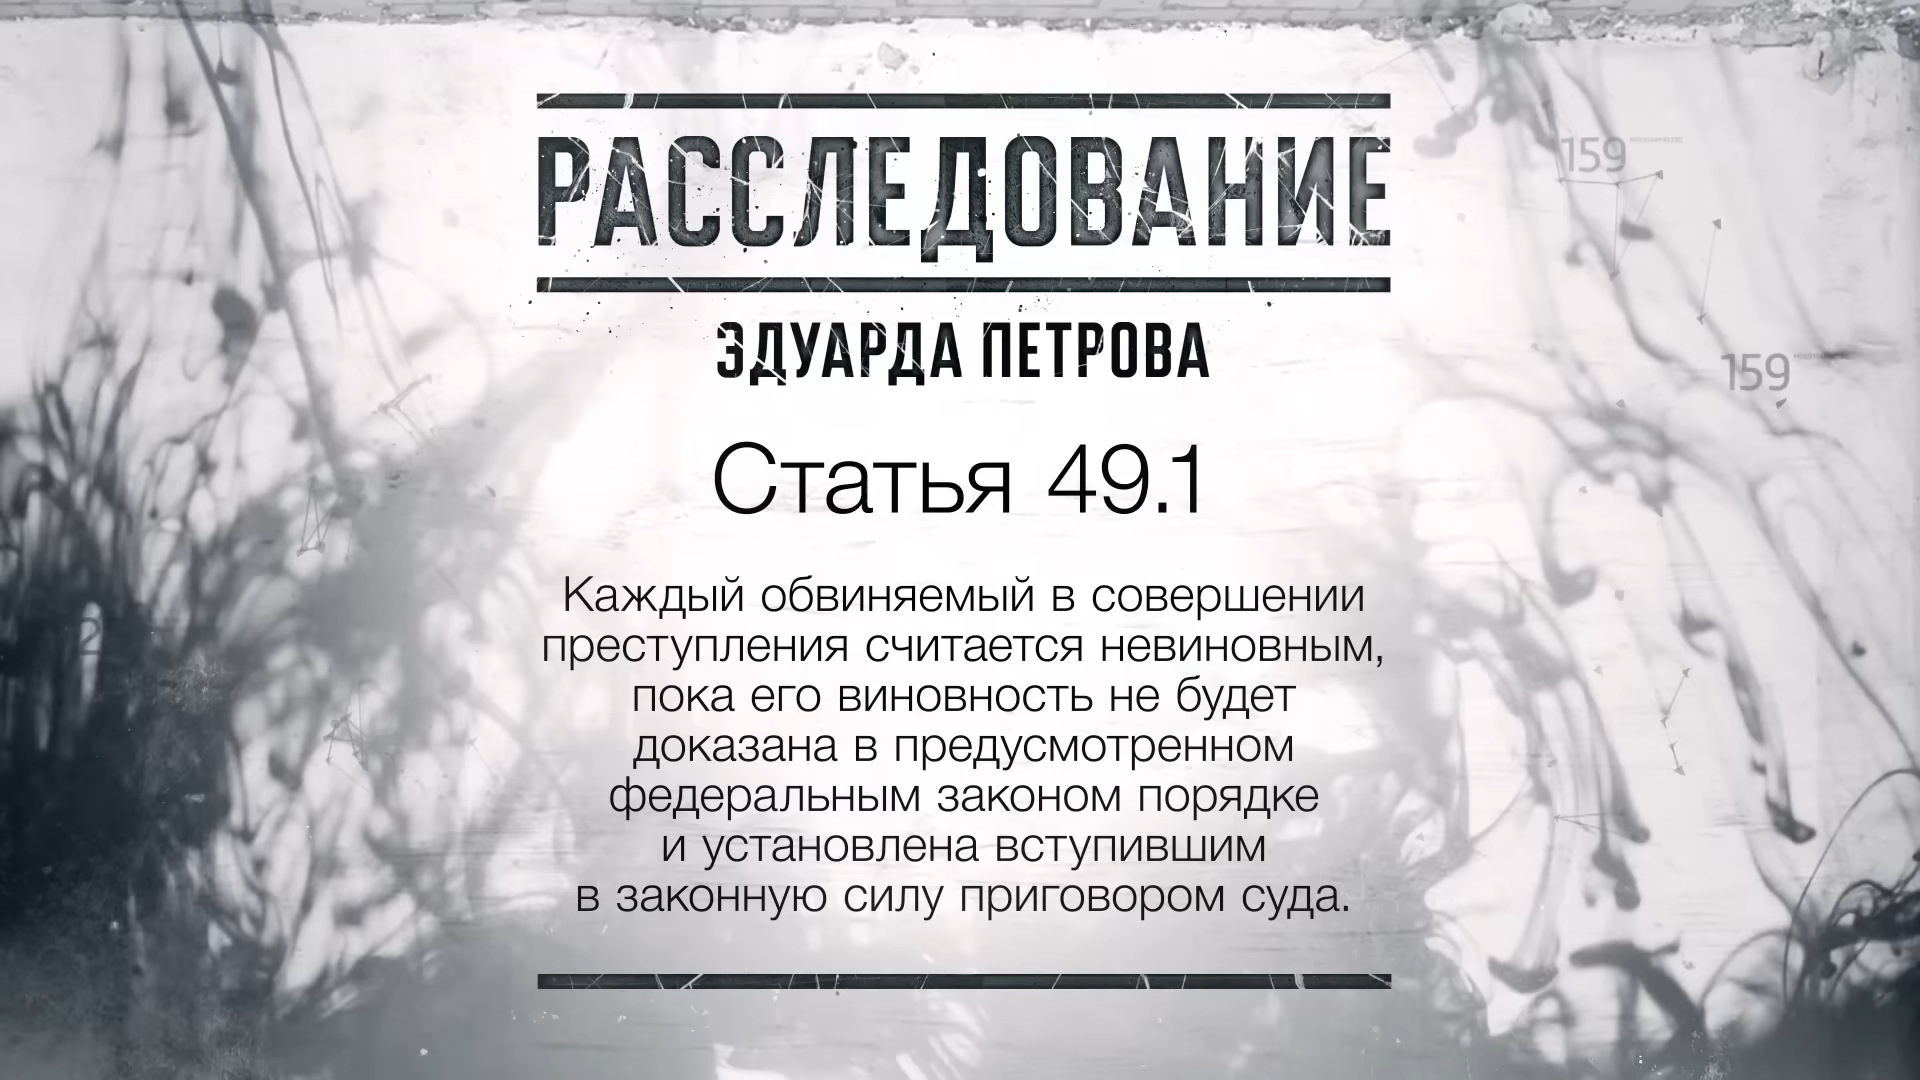 РАССЛЕДОВАНИЕ
ЭДУАРДА ПЕТРОВА
Статья 49.1
Каждый обвиняемый в совершении
преступления считается невиновным,
пока его виновность не будет
доказана в предусмотренном
федеральным законом порядке
и установлена вступившим
в законную силу приговором суда.
159
159